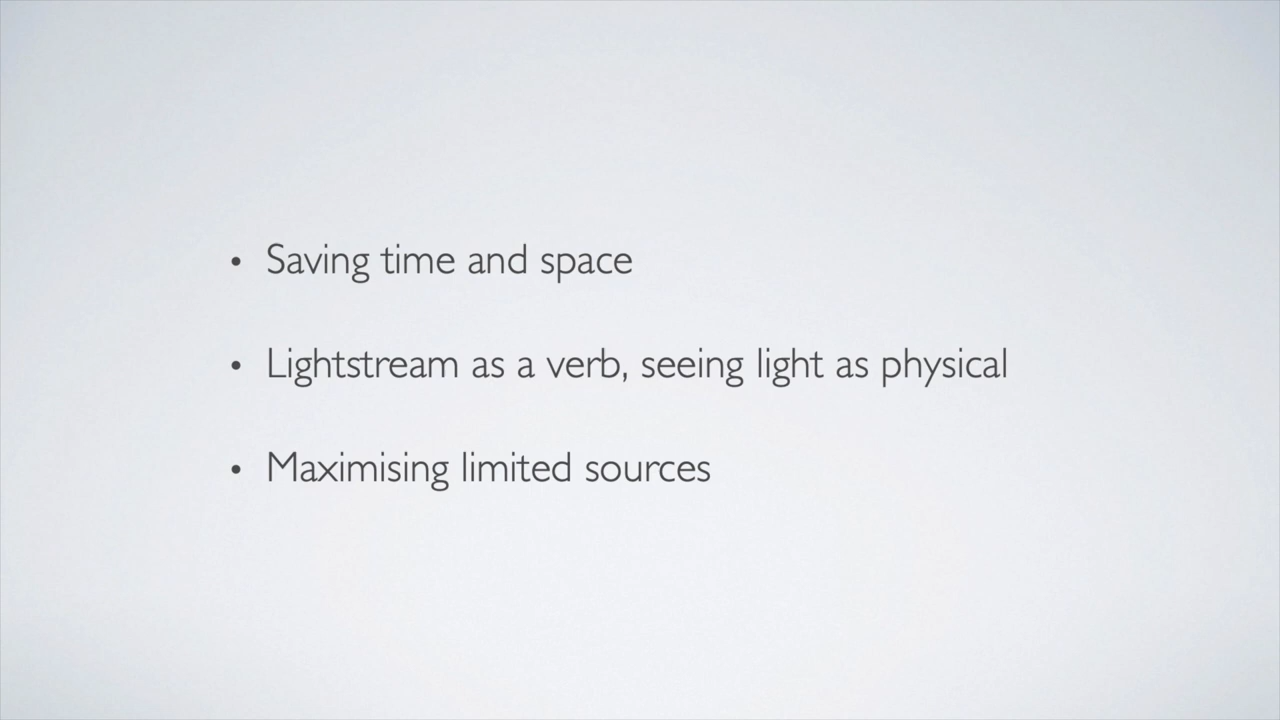 • Saving time and space
• Lightstream as a verb, seeing light as physical
• Maximising limited sources